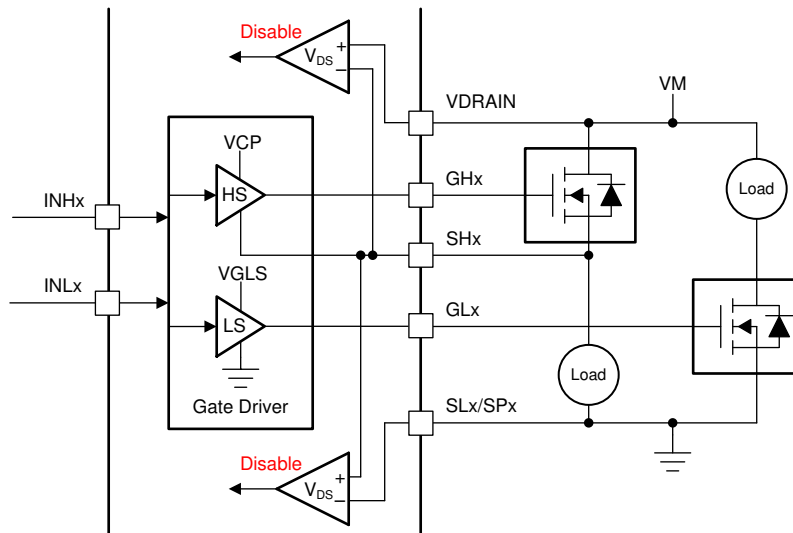 Disable
VDS
+
−
VDRAIN
VM
VCP
GHx
Load
INHx
HS
SHx
INLx
VGLS
GLx
LS
Load
Gate Driver
SLx/SPx
Disable
VDS
+
−